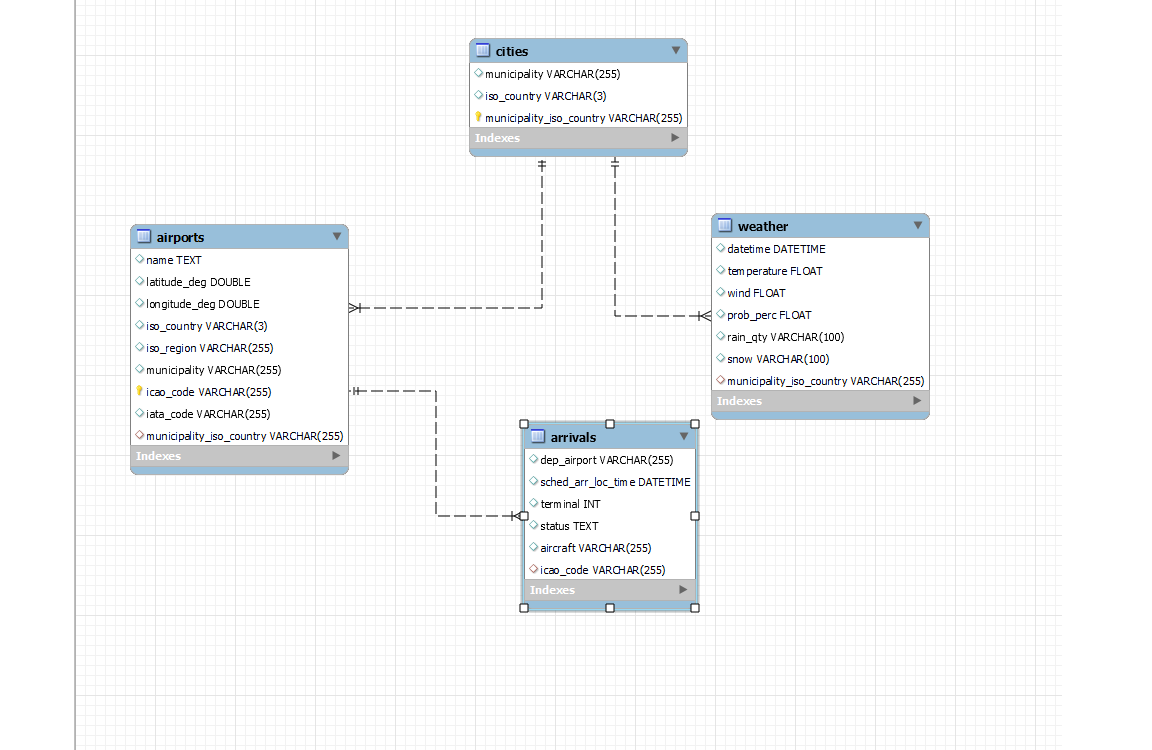 cities
municipality VARCHAR(255)
iso_country VARCHAR(3)
municipality_iso_country VARCHAR(255)
Indexes
airports
name TEXT
latitude_deg DOUBLE
longitude_deg DOUBLE
iso_country VARCHAR(3)
iso_region VARCHAR(255)
municipality VARCHAR(255)
icao_code VARCHAR(255)
iata_code VARCHAR(255)
municipality_iso_country VARCHAR(255)
Indexes
weather
datetime DATETIME
temperature FLOAT
wind FLOAT
prob_perc FLOAT
rain_qty VARCHAR(100)
snow VARCHAR(100)
municipality_iso_country VARCHAR(255)
Indexes
arrivals
dep_airport VARCHAR(255)
sched_arr_loc_time DATETIME
terminal INT
status TEXT
aircraft VARCHAR(255)
icao_code VARCHAR(255)
Indexes